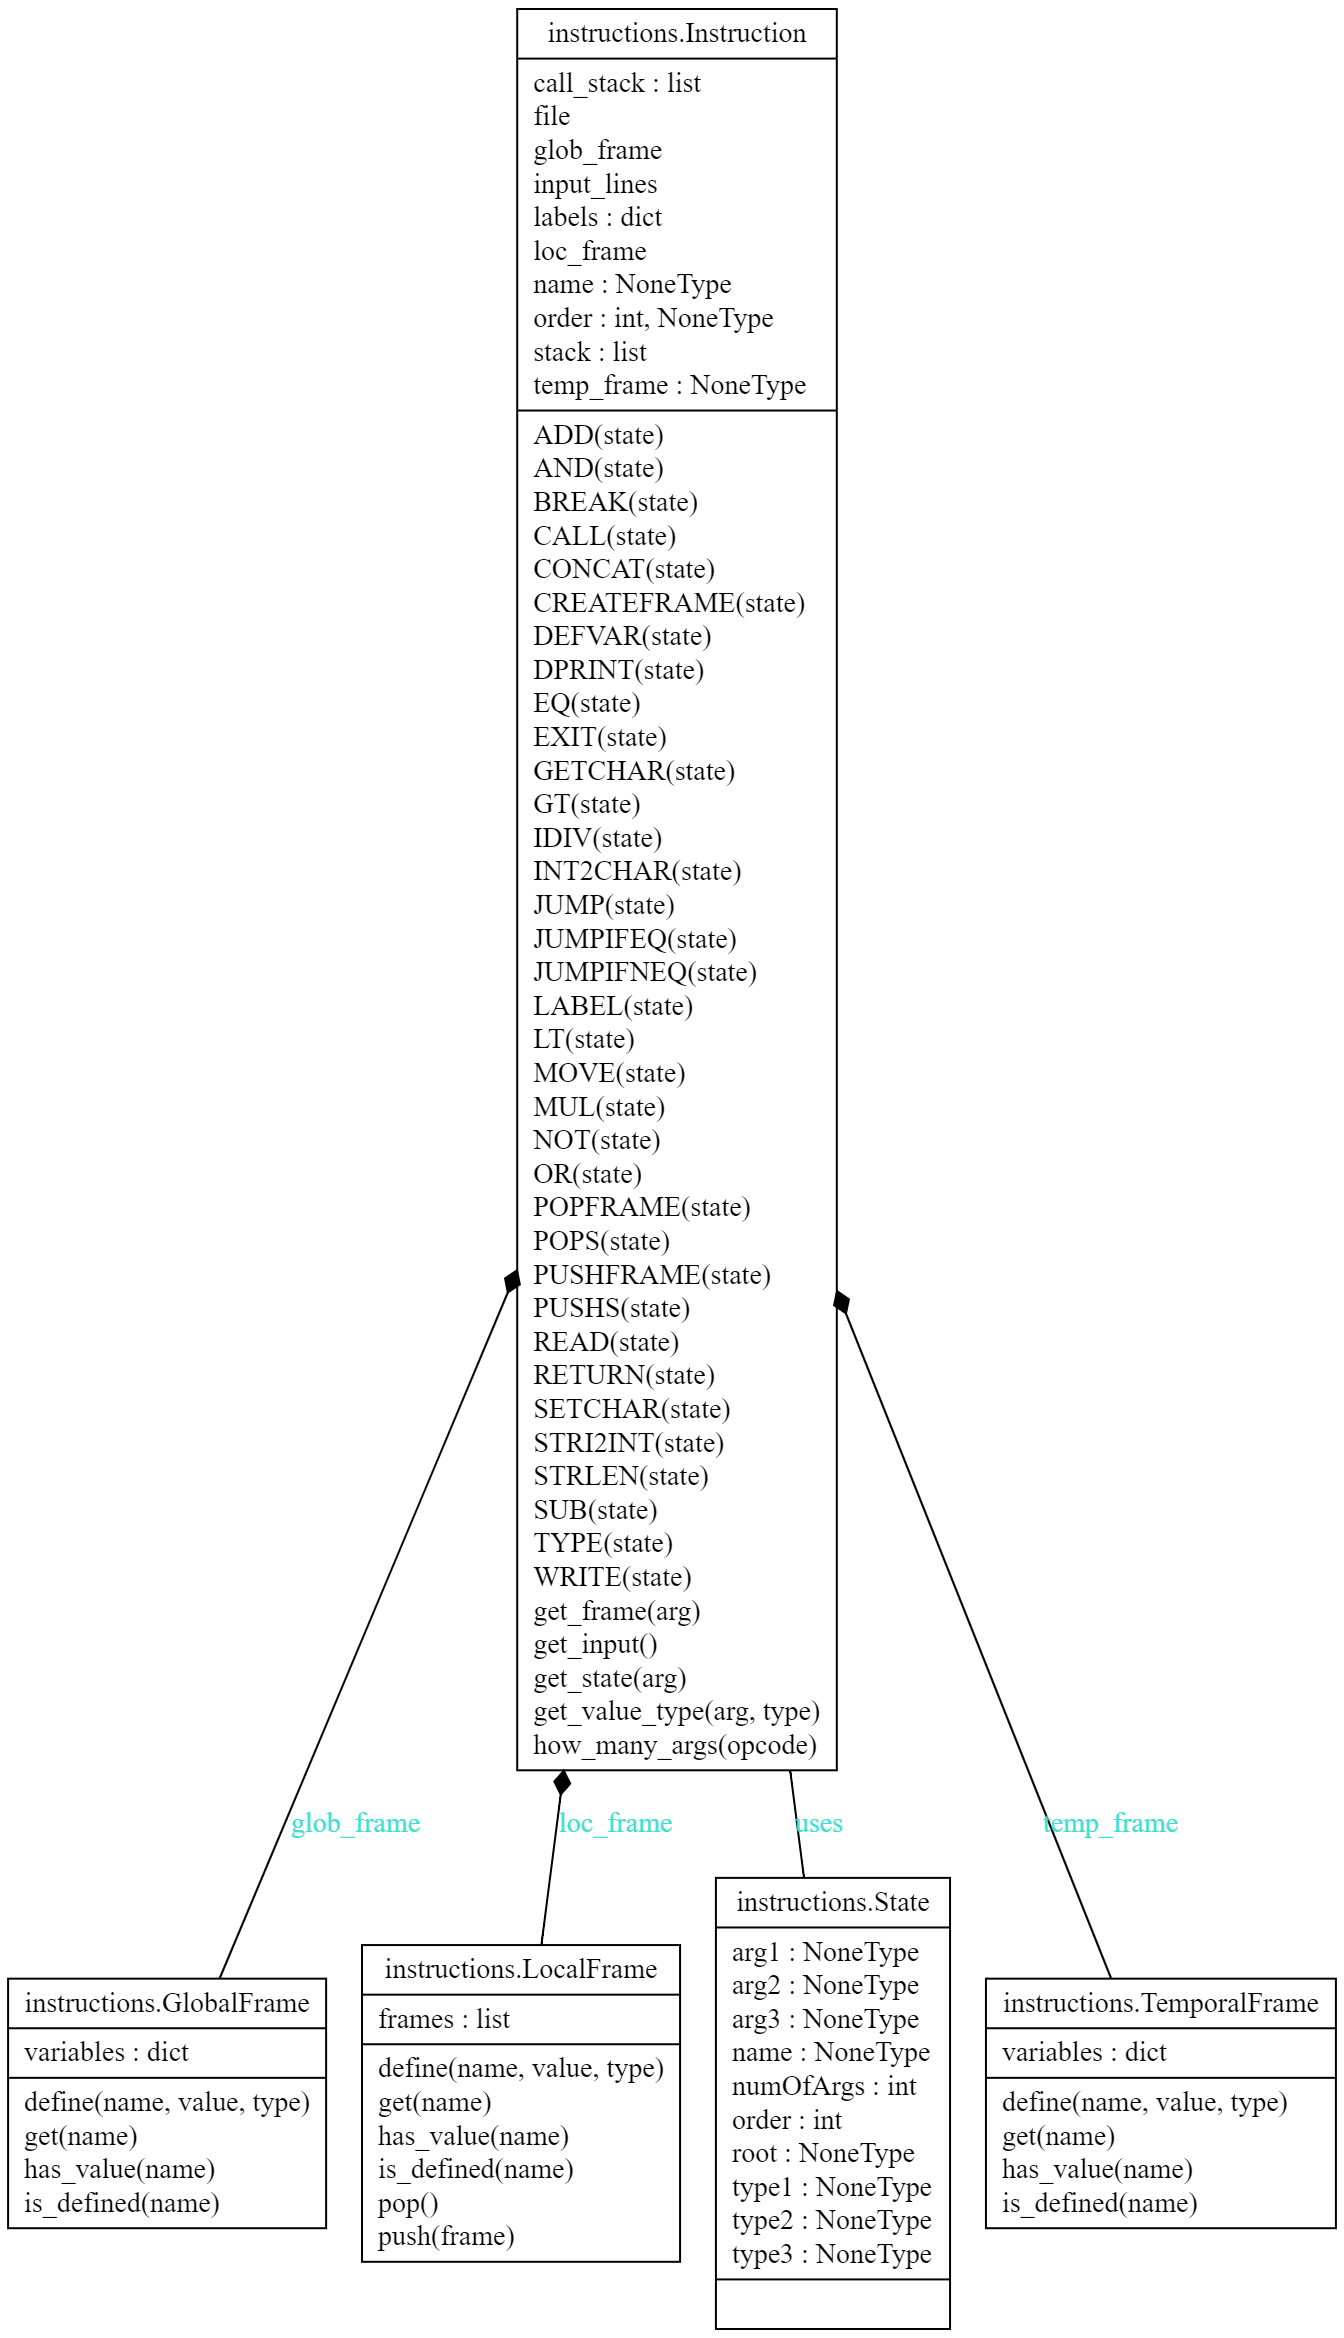 instructions.Instruction
call_stack : list
file
glob_frame
input_lines
labels : dict
loc_frame
name : NoneType
order : int, NoneType
stack : list
temp_frame : NoneType
ADD(state)
AND(state)
BREAK(state)
CALL(state)
CONCAT(state)
CREATEFRAME(state)
DEFVAR(state)
DPRINT(state)
EQ(state)
EXIT(state)
GETCHAR(state)
GT(state)
IDIV(state)
INT2CHAR(state)
JUMP(state)
JUMPIFEQ(state)
JUMPIFNEQ(state)
LABEL(state)
LT(state)
MOVE(state)
MUL(state)
NOT(state)
OR(state)
POPFRAME(state)
POPS(state)
PUSHFRAME(state)
PUSHS(state)
READ(state)
RETURN(state)
SETCHAR(state)
STRI2INT(state)
STRLEN(state)
SUB(state)
TYPE(state)
WRITE(state)
get_frame(arg)
get_input()
get_state(arg)
get_value_type(arg, type)
how_many_args(opcode)
glob_frame
loc_frame
uses
temp_frame
instructions.GlobalFrame
variables : dict
define(name, value, type)
get(name)
has_value(name)
is_defined(name)
instructions.LocalFrame
frames : list
define(name, value, type)
get(name)
has_value(name)
is_defined(name)
pop()
push(frame)
instructions.State
arg1 : NoneType
arg2 : NoneType
arg3 : NoneType
name : NoneType
numOfArgs : int
order : int
root : NoneType
type1 : NoneType
type2 : NoneType
type3 : NoneType
instructions.TemporalFrame
variables : dict
define(name, value, type)
get(name)
has_value(name)
is_defined(name)